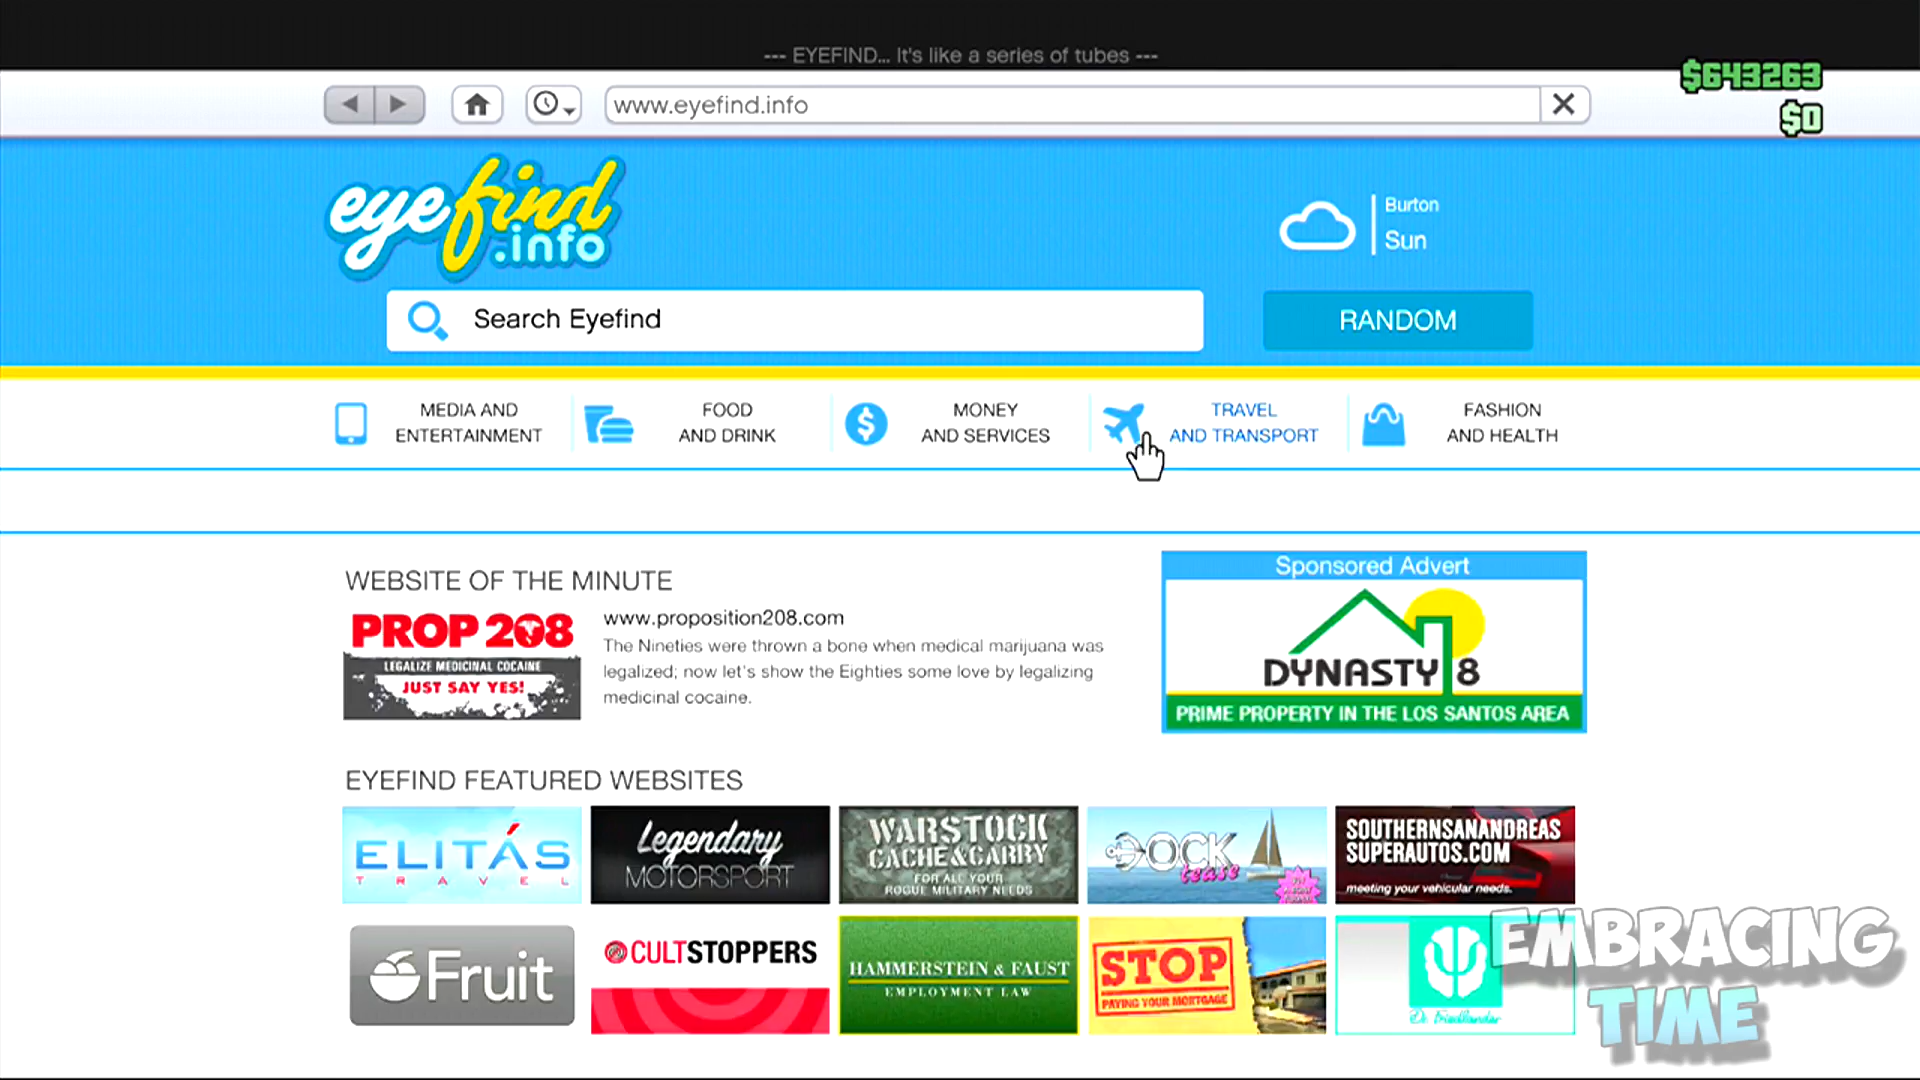 --- EYEFIND... It's like a series of tubes ---
$643263
www.eyefind.info
$0
eyefind
.info
Burton
Sun
Search Eyefind
RANDOM
MEDIA AND
ENTERTAINMENT
FOOD
AND DRINK
MONEY
AND SERVICES
TRAVEL
AND TRANSPORT
FASHION
AND HEALTH
WEBSITE OF THE MINUTE
PROP 208
LEGALIZE MEDICINAL COCAINE
JUST SAY YES!
www.proposition208.com
The Nineties were thrown a bone when medical marijuana was
legalized; now let's show the Eighties some love by legalizing
medicinal cocaine.
Sponsored Advert
DYNASTY 8
PRIME PROPERTY IN THE LOS SANTOS AREA
EYEFIND FEATURED WEBSITES
ELITÁS
TRAVEL
Legendary
MOTORSPORT
WARSTOCK
CACHE&CARRY
FOR ALL YOUR
ROGUE MILITARY NEEDS
DOCK
tease
SOUTHERNSANANDREAS
SUPERAUTOS.COM
meeting your vehicular needs.
Fruit
CULTSTOPPERS
HAMMERSTEIN & FAUST
EMPLOYMENT LAW
STOP
PAYING YOUR MORTGAGE
Dr. Friedlander
EMBRACING
TIME